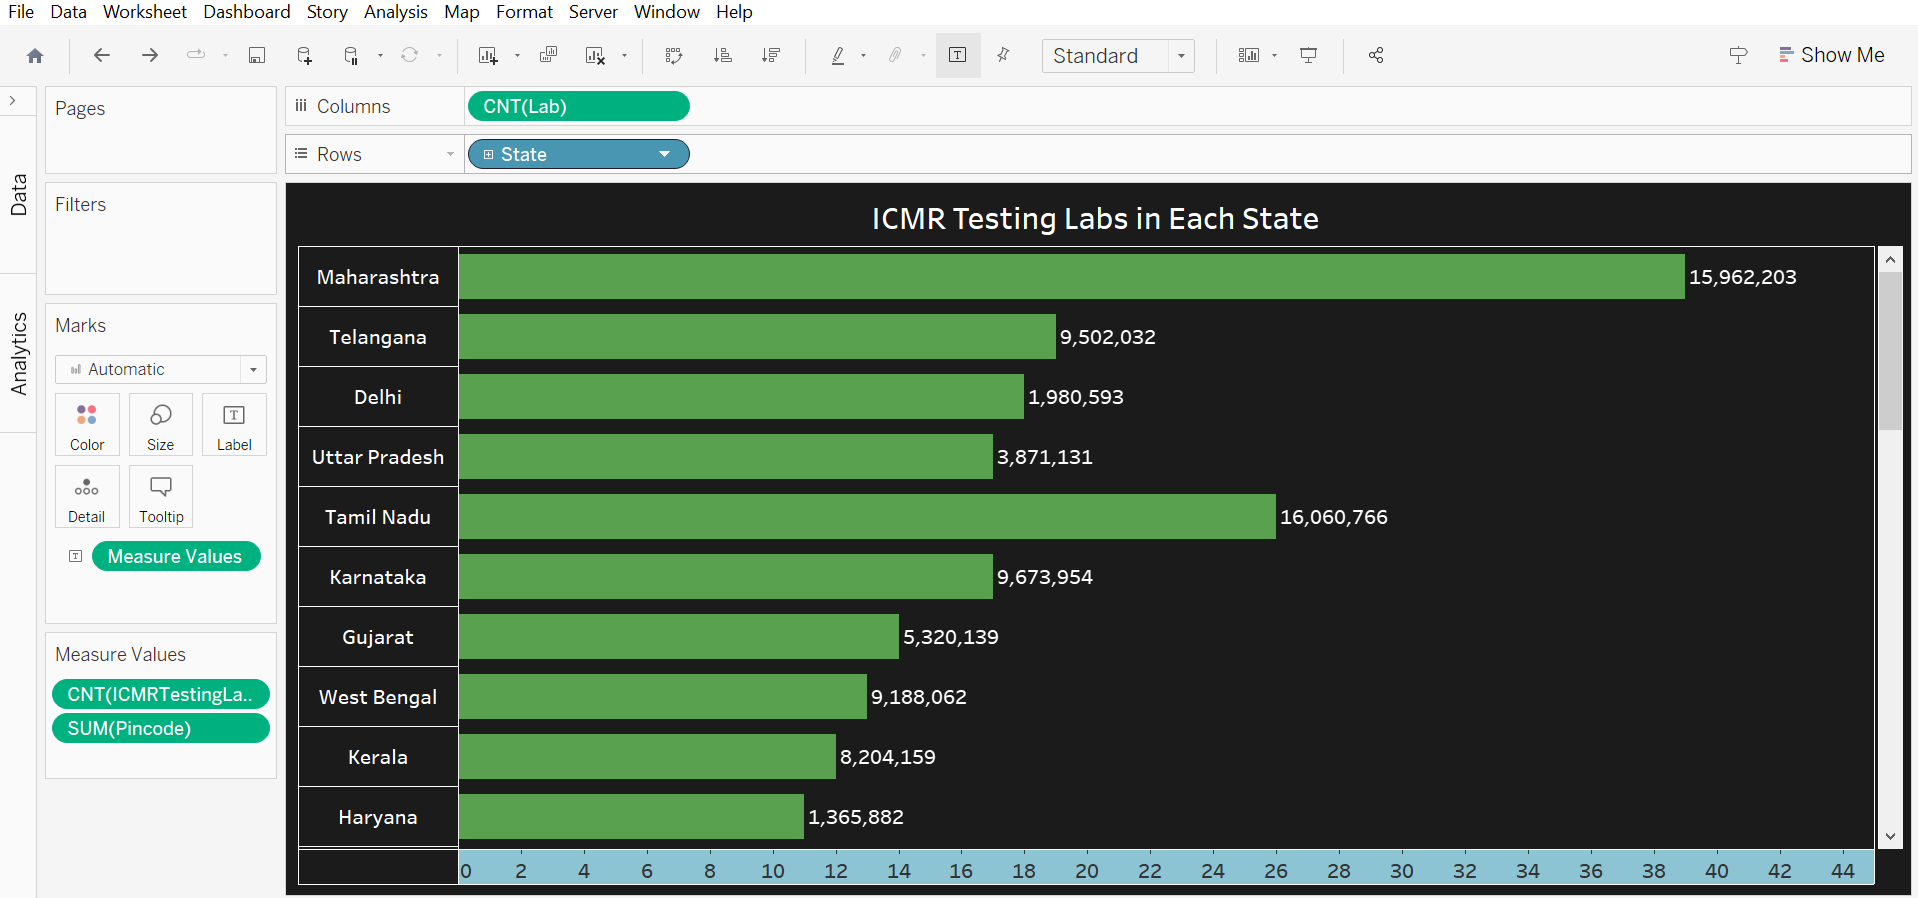 File Data Worksheet Dashboard Story Analysis Map Format Server Window Help
Standard
Show Me
Pages
Columns
CNT(Lab)
Rows
State
Data
Analytics
Filters
Marks
Automatic
Color Size Label
Detail Tooltip
Measure Values
Measure Values
CNT(ICMRTestingLa..
SUM(Pincode)
ICMR Testing Labs in Each State
Maharashtra 15,962,203
Telangana 9,502,032
Delhi 1,980,593
Uttar Pradesh 3,871,131
Tamil Nadu 16,060,766
Karnataka 9,673,954
Gujarat 5,320,139
West Bengal 9,188,062
Kerala 8,204,159
Haryana 1,365,882
0 2 4 6 8 10 12 14 16 18 20 22 24 26 28 30 32 34 36 38 40 42 44